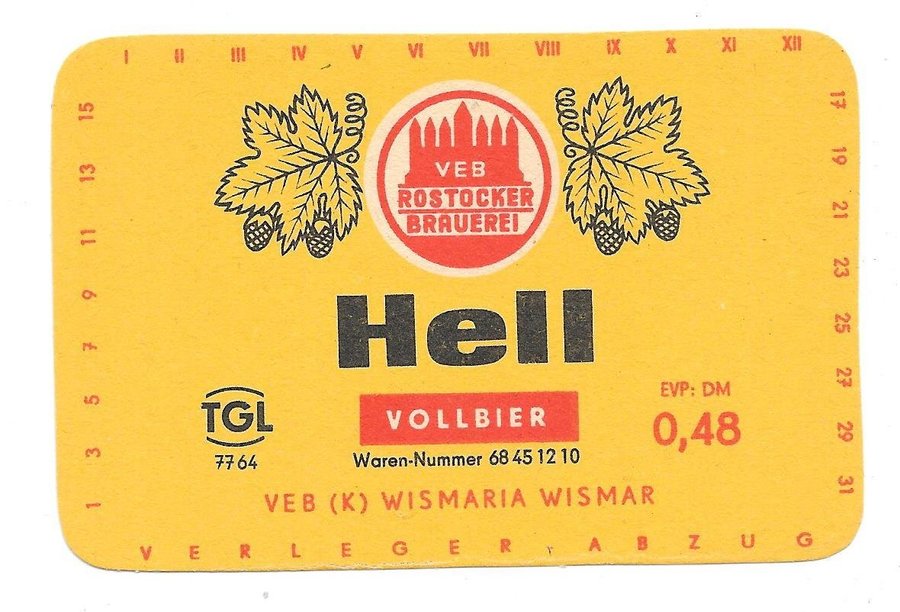 I II III IV V VI VII VIII IX X XI XII
15 13 11 9 7 5 3 1
17 19 21 23 25 27 29 31
VEB
ROSTOCKER
BRAUEREI
Hell
TGL
7764
VOLLBIER
Waren-Nummer 68 45 12 10
EVP: DM
0,48
VEB (K) WISMARIA WISMAR
VERLEGER-ABZUG